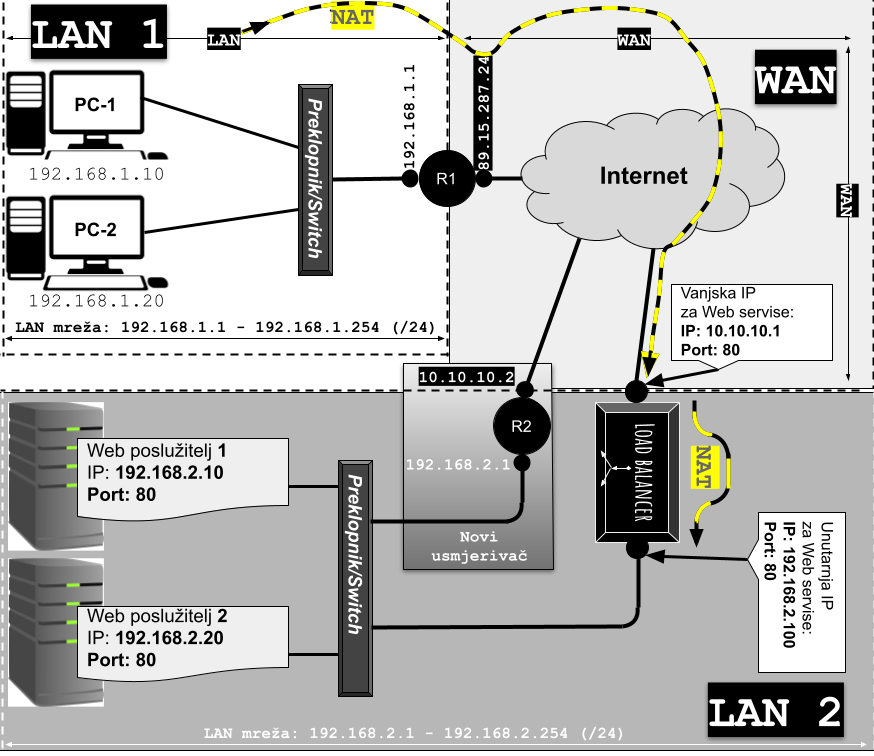 LAN 1
LAN
NAT
WAN
WAN
WAN
PC-1
192.168.1.10
PC-2
192.168.1.20
Preklopnik/Switch
192.168.1.1
R1
89.15.287.24
Internet
LAN mreža: 192.168.1.1 - 192.168.1.254 (/24)
Vanjska IP
za Web servise:
IP: 10.10.10.1
Port: 80
10.10.10.2
R2
192.168.2.1
Novi
usmjerivač
LOAD BALANCER
NAT
Web poslužitelj 1
IP: 192.168.2.10
Port: 80
Preklopnik/Switch
Web poslužitelj 2
IP: 192.168.2.20
Port: 80
Unutarnja IP
za Web servise:
IP: 192.168.2.100
Port: 80
LAN 2
LAN mreža: 192.168.2.1 - 192.168.2.254 (/24)